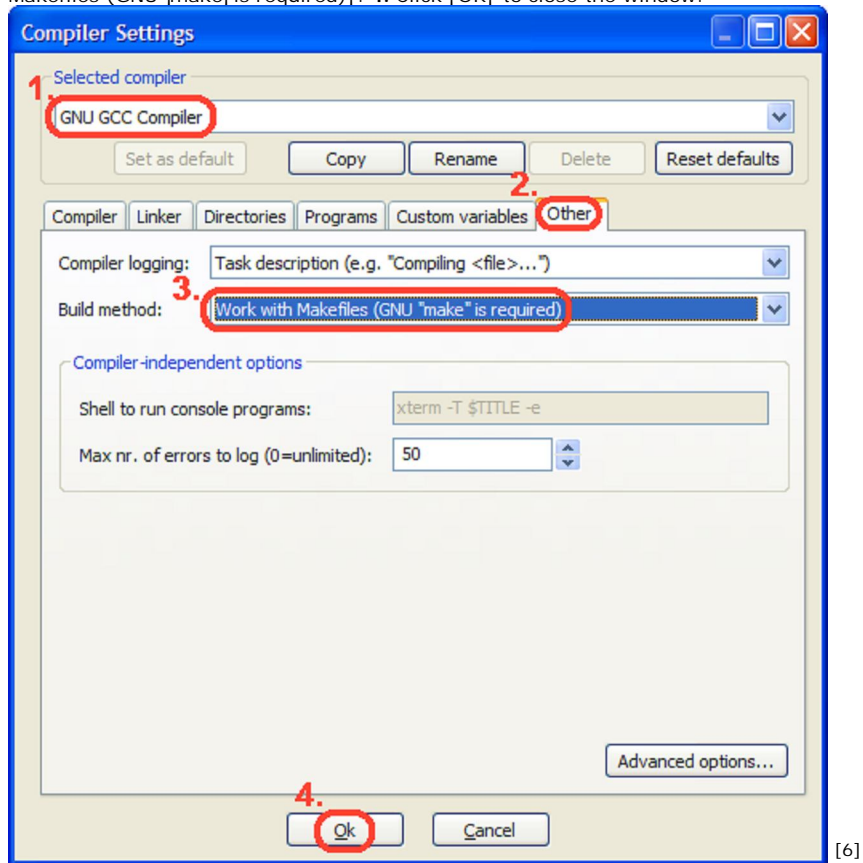 Compiler Settings
Selected compiler
1.
GNU GCC Compiler
Set as default Copy Rename Delete Reset defaults
2.
Compiler Linker Directories Programs Custom variables Other
Compiler logging: Task description (e.g. "Compiling <file>...")
3.
Build method: Work with Makefiles (GNU "make" is required)
Compiler-independent options
Shell to run console programs: xterm -T $TITLE -e
Max nr. of errors to log (0=unlimited): 50
Advanced options...
4.
Ok Cancel
[6]